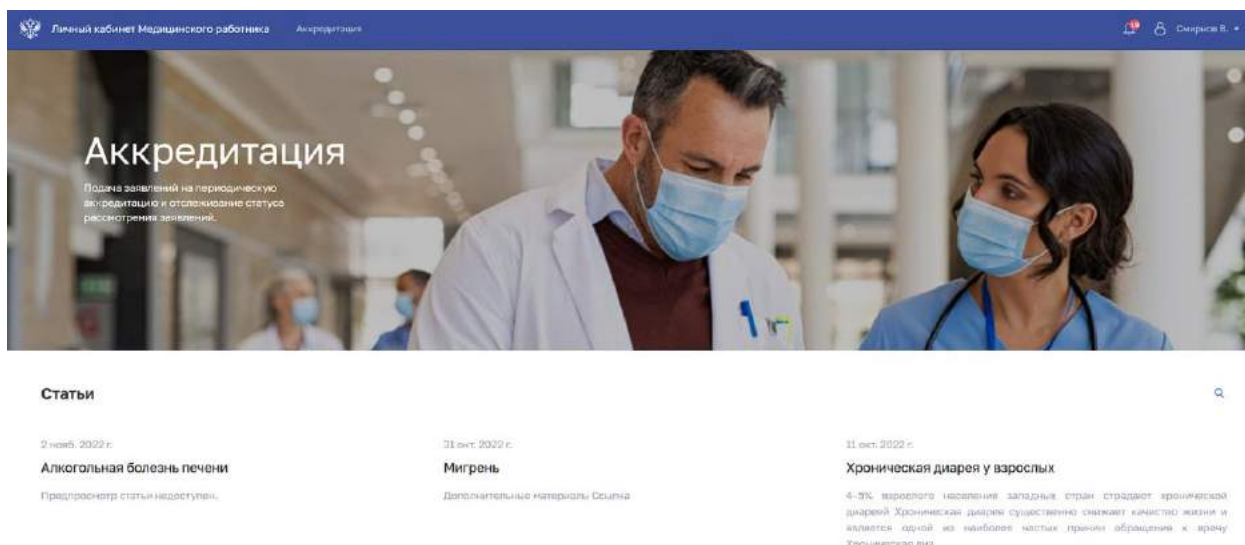 Личный кабинет Медицинского работника
Аккредитация
Смирнов В.
Аккредитация
Подача заявлений на периодическую
аккредитацию и отслеживание статуса
рассмотрения заявлений.
Статьи
2 нояб. 2022 г.
Алкогольная болезнь печени
Предпросмотр статьи недоступен.
31 окт. 2022 г.
Мигрень
Дополнительные материалы Ссылка
11 окт. 2022 г.
Хроническая диарея у взрослых
4-5% взрослого населения западных стран страдают хронической
диареей Хроническая диарея существенно снижает качество жизни и
является одной из наиболее частых причин обращения к врачу
Хроническая диа